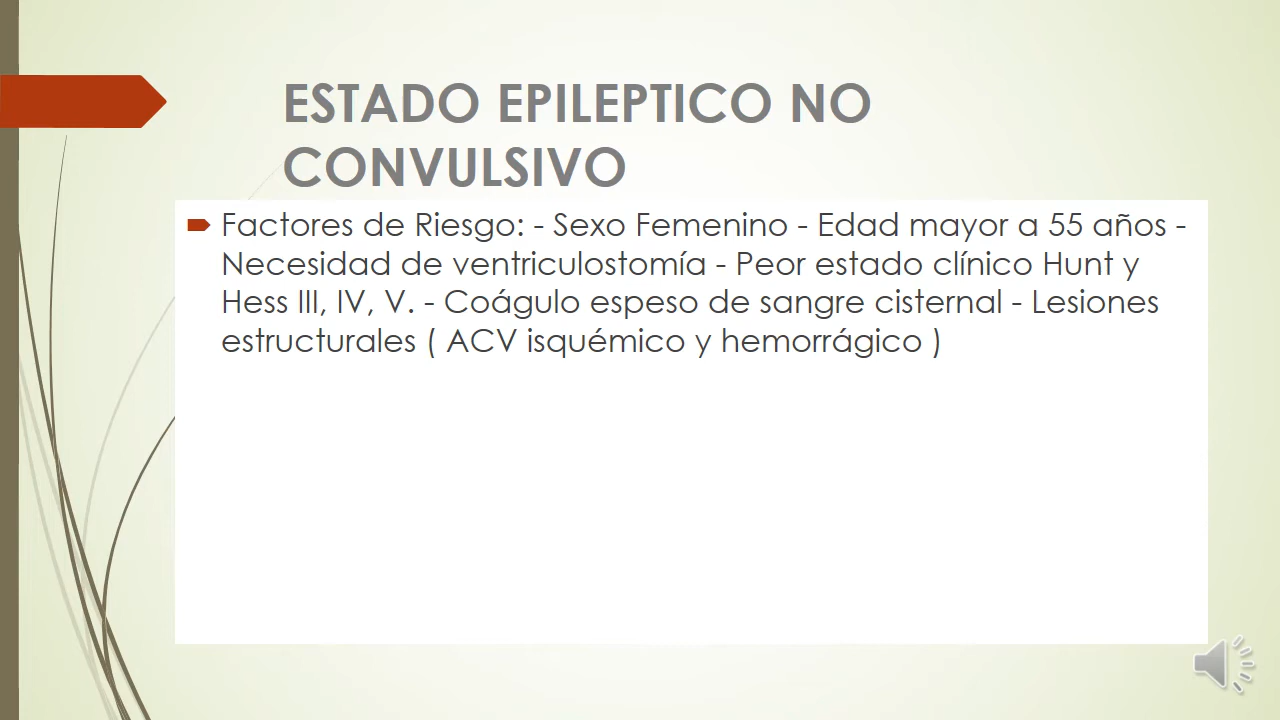 ESTADO EPILEPTICO NO
CONVULSIVO
Factores de Riesgo: - Sexo Femenino - Edad mayor a 55 años -
Necesidad de ventriculostomía - Peor estado clínico Hunt y
Hess III, IV, V. - Coágulo espeso de sangre cisternal - Lesiones
estructurales ( ACV isquémico y hemorrágico )